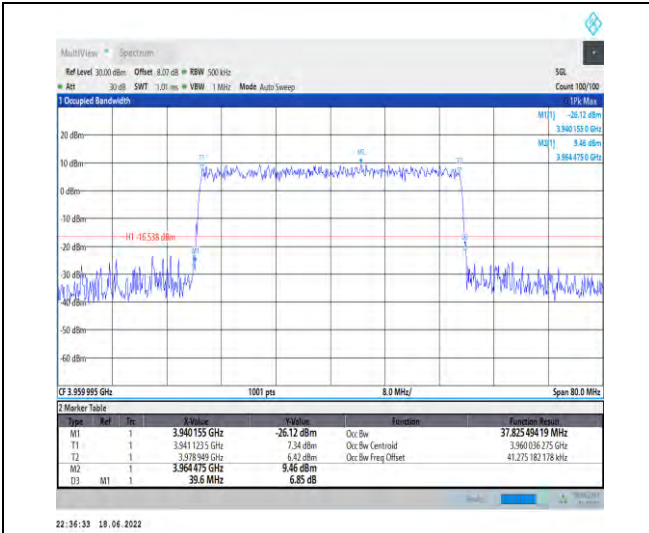 MultiView Spectrum
Ref Level 30.00 dBm Offset 8.07 dB RBW 500 kHz SGL
Att 30 dB SWT 1.01 ms VBW 1 MHz Mode Auto Sweep Count 100/100
1 Occupied Bandwidth 1Pk Max
M1[1] -26.12 dBm
3.940 155 0 GHz
M2[1] 9.46 dBm
3.964 475 0 GHz
20 dBm
10 dBm
0 dBm
-10 dBm
H1 -16.538 dBm
-20 dBm
-30 dBm
-40 dBm
-50 dBm
-60 dBm
T1
M2
T2
M1
CF 3.959 995 GHz 1001 pts 8.0 MHz/ Span 80.0 MHz
2 Marker Table
Type Ref Trc X-Value Y-Value Function Function Result
M1 1 3.940 155 GHz -26.12 dBm Occ Bw 37.825 494 19 MHz
T1 1 3.941 123 5 GHz 7.34 dBm Occ Bw Centroid 3.960 036 275 GHz
T2 1 3.978 949 GHz 6.42 dBm Occ Bw Freq Offset 41.275 182 178 kHz
M2 1 3.964 475 GHz 9.46 dBm
D3 M1 1 39.6 MHz 6.85 dB
22:36:33 18.06.2022